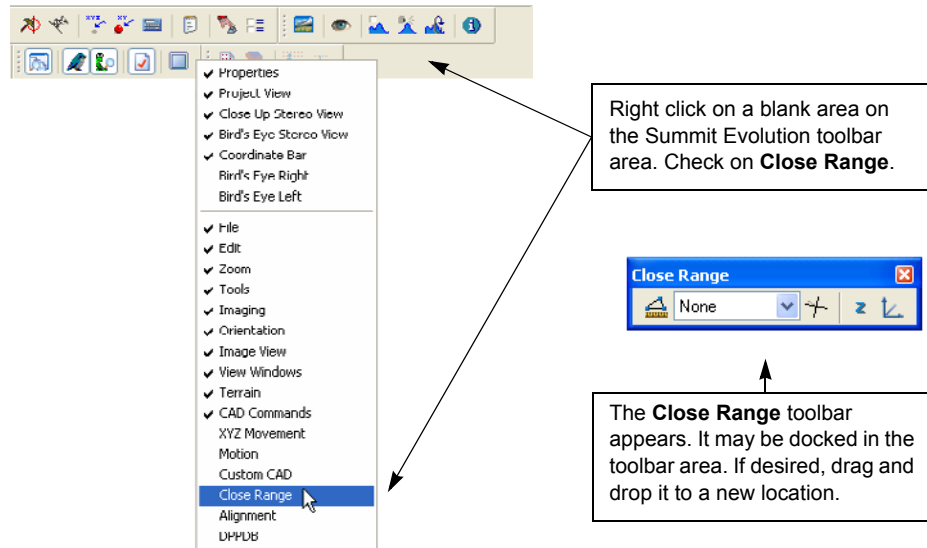 Properties
Project View
Close Up Stereo View
Bird's Eye Stereo View
Coordinate Bar
Bird's Eye Right
Bird's Eye Left
File
Edit
Zoom
Tools
Imaging
Orientation
Image View
View Windows
Terrain
CAD Commands
XYZ Movement
Motion
Custom CAD
Close Range
Alignment
DPPDB
Right click on a blank area on
the Summit Evolution toolbar
area. Check on Close Range.
Close Range
None
z
The Close Range toolbar
appears. It may be docked in the
toolbar area. If desired, drag and
drop it to a new location.